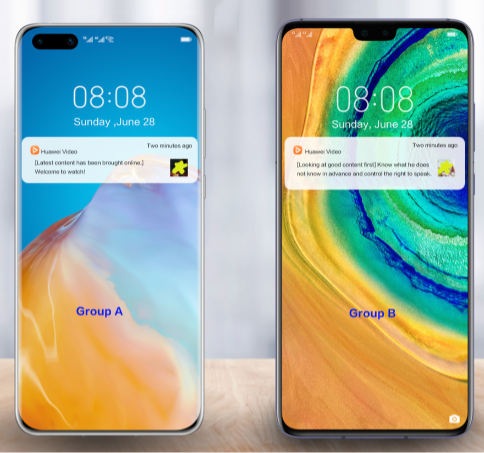 08:08
Sunday ,June 28
Huawei Video
Two minutes ago
[Latest content has been brought online.]
Welcome to watch!
Group A
08:08
Sunday, June 28
Huawei Video
Two minutes ago
[Looking at good content first] Know what he does
not know in advance and control the right to speak.
Group B